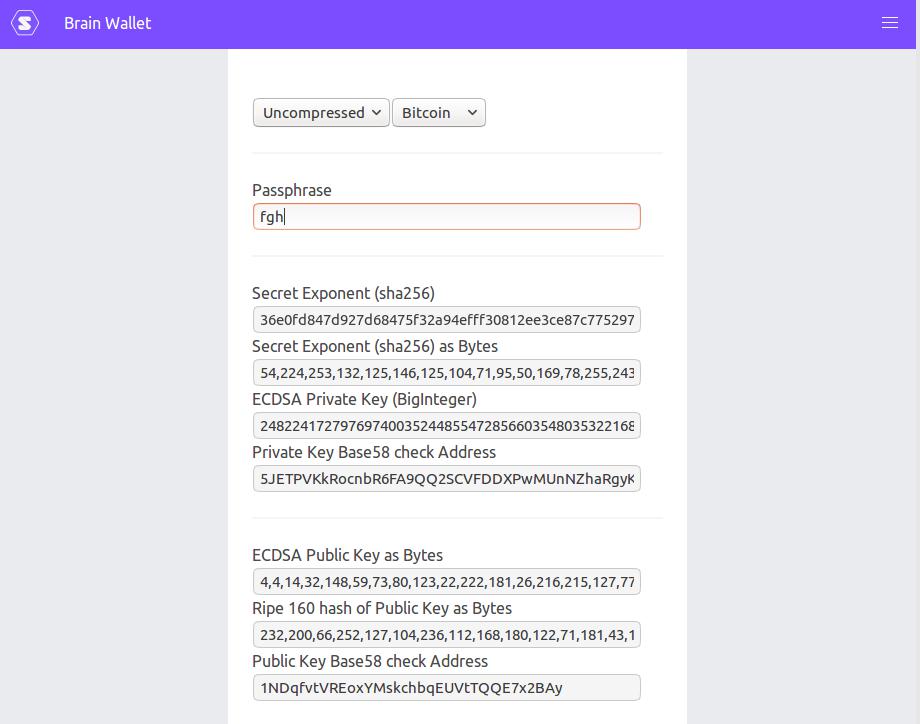 Brain Wallet
Uncompressed Bitcoin
Passphrase
fgh
Secret Exponent (sha256)
36e0fd847d927d68475f32a94efff30812ee3ce87c775297
Secret Exponent (sha256) as Bytes
54,224,253,132,125,146,125,104,71,95,50,169,78,255,243
ECDSA Private Key (BigInteger)
24822417279769740035244855472856603548035322168
Private Key Base58 check Address
5JETPVKkRocnbR6FA9QQ2SCVFDDXPwMUnNZhaRgyK
ECDSA Public Key as Bytes
4,4,14,32,148,59,73,80,123,22,222,181,26,216,215,127,77
Ripe 160 hash of Public Key as Bytes
232,200,66,252,127,104,236,112,168,180,122,71,181,43,1
Public Key Base58 check Address
1NDqfvtVREoxYMskchbqEUVtTQQE7x2BAy